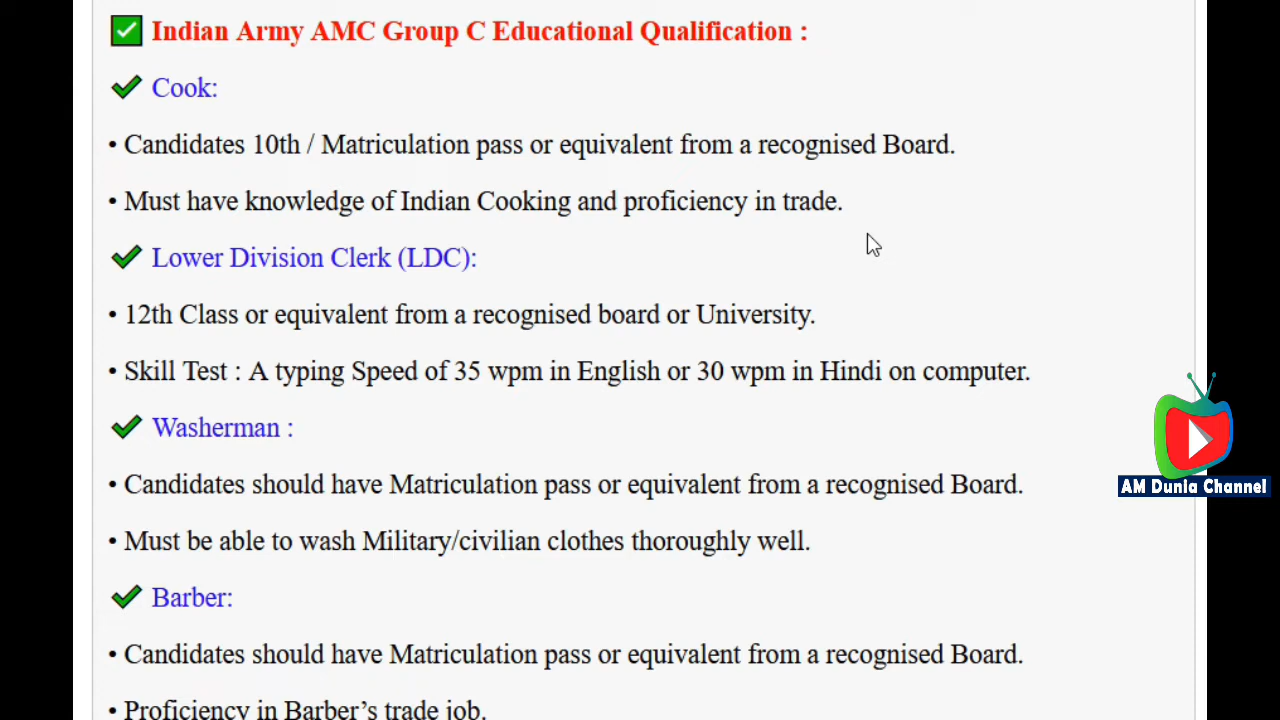 Indian Army AMC Group C Educational Qualification :
Cook:
• Candidates 10th / Matriculation pass or equivalent from a recognised Board.
• Must have knowledge of Indian Cooking and proficiency in trade.
Lower Division Clerk (LDC):
• 12th Class or equivalent from a recognised board or University.
• Skill Test : A typing Speed of 35 wpm in English or 30 wpm in Hindi on computer.
Washerman :
• Candidates should have Matriculation pass or equivalent from a recognised Board.
• Must be able to wash Military/civilian clothes thoroughly well.
Barber:
• Candidates should have Matriculation pass or equivalent from a recognised Board.
• Proficiency in Barber’s trade job.
AM Dunia Channel